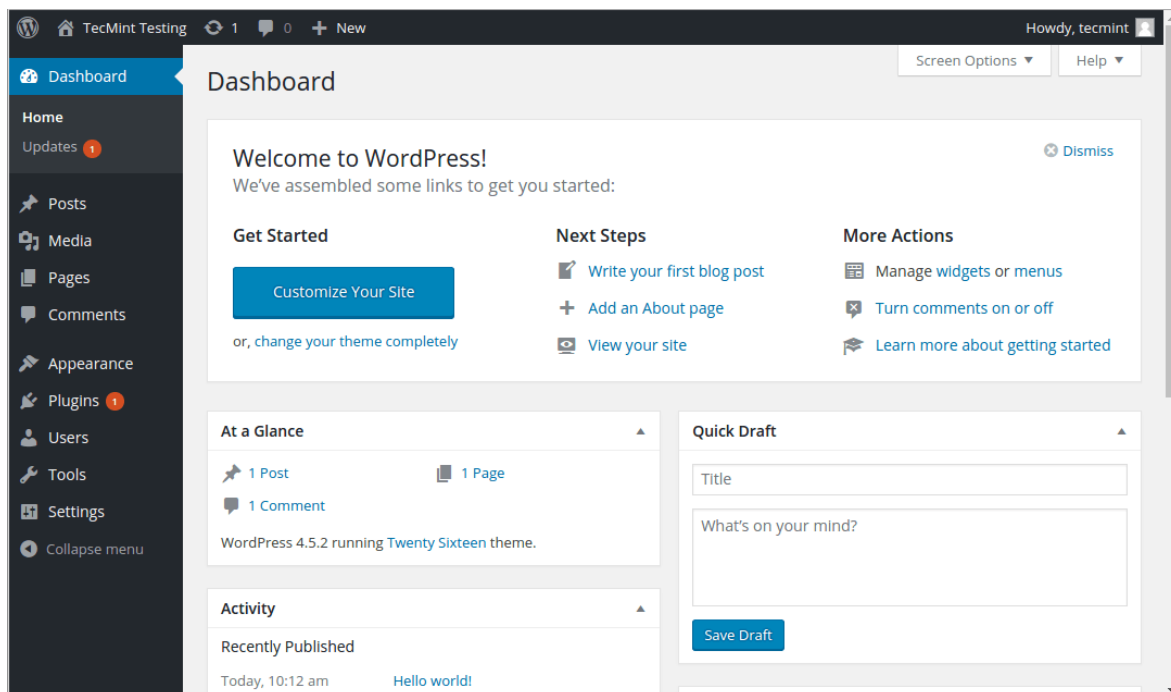 TecMint Testing 1 0 New Howdy, tecmint
Screen Options Help
Dashboard
Home
Updates 1
Posts
Media
Pages
Comments
Appearance
Plugins 1
Users
Tools
Settings
Collapse menu
Dashboard
Welcome to WordPress!
Dismiss
We've assembled some links to get you started:
Get Started
Customize Your Site
or, change your theme completely
Next Steps
Write your first blog post
Add an About page
View your site
More Actions
Manage widgets or menus
Turn comments on or off
Learn more about getting started
At a Glance
1 Post 1 Page
1 Comment
WordPress 4.5.2 running Twenty Sixteen theme.
Activity
Recently Published
Today, 10:12 am Hello world!
Quick Draft
Title
What's on your mind?
Save Draft